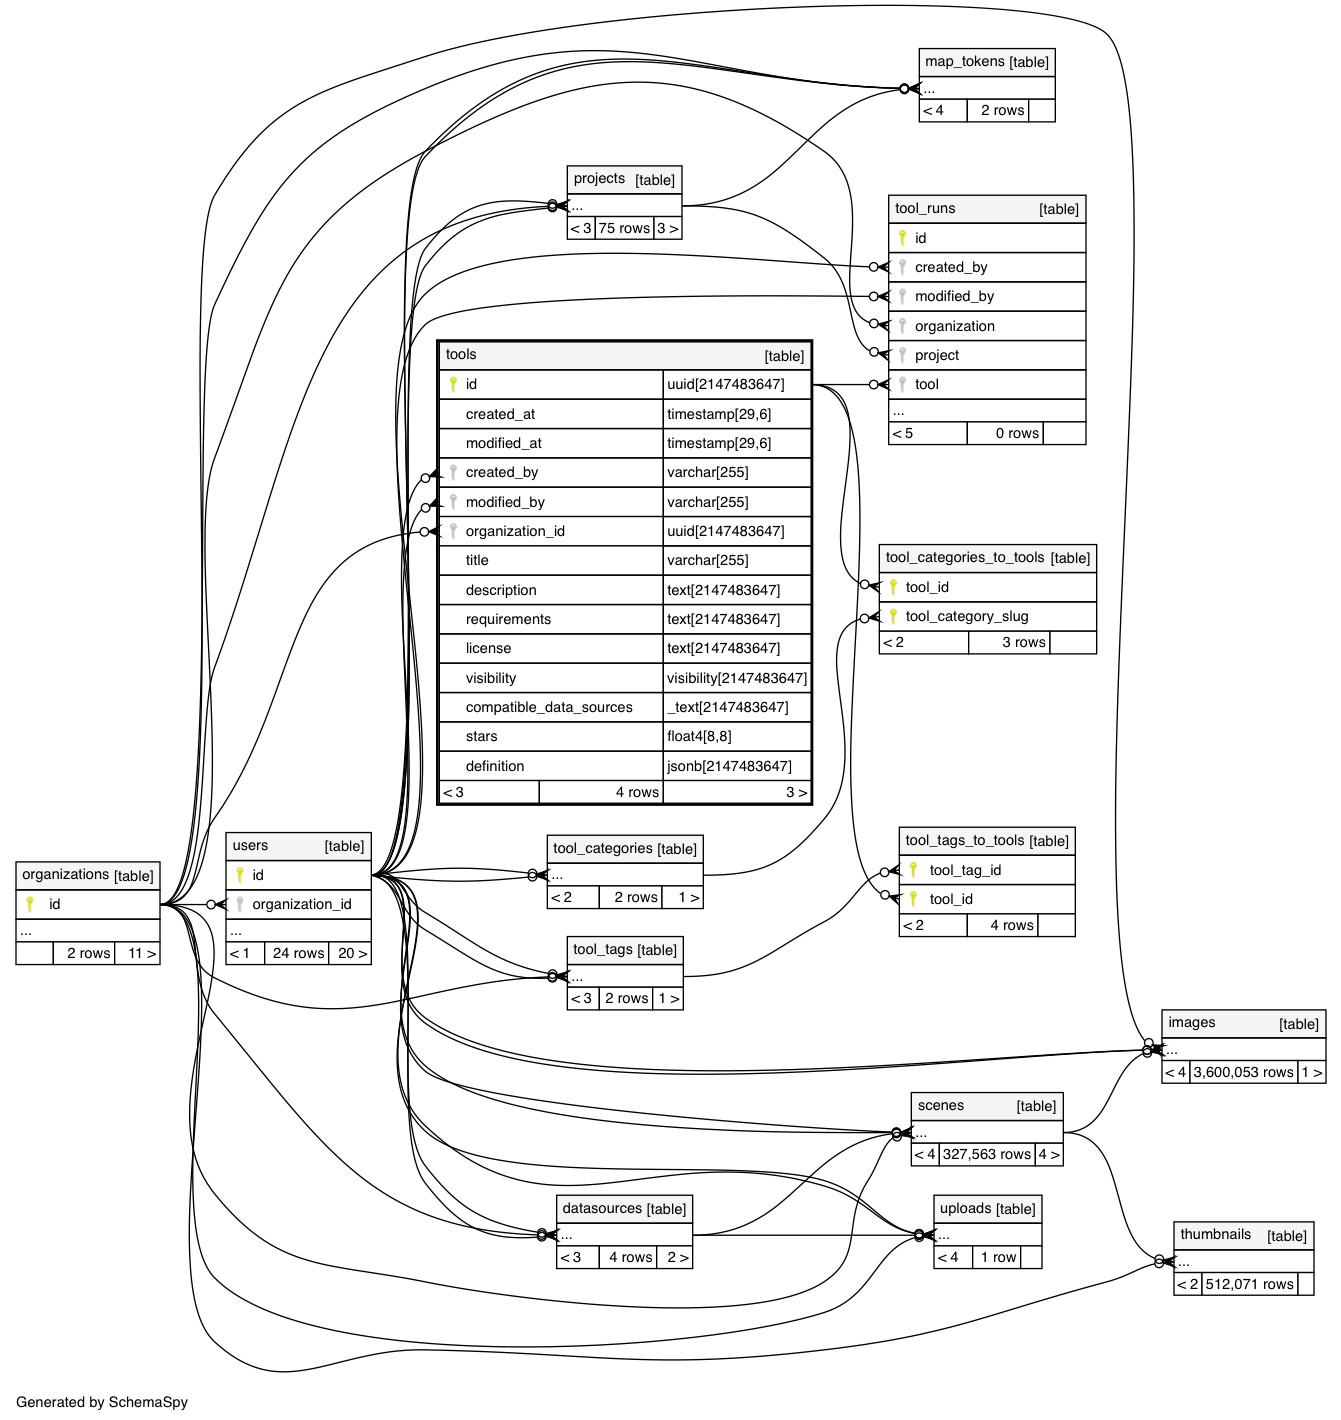 map_tokens [table]
...
< 4 2 rows
projects [table]
...
< 3 75 rows 3 >
tool_runs [table]
id
created_by
modified_by
organization
project
tool
...
< 5 0 rows
tools [table]
id uuid[2147483647]
created_at timestamp[29,6]
modified_at timestamp[29,6]
created_by varchar[255]
modified_by varchar[255]
organization_id uuid[2147483647]
title varchar[255]
description text[2147483647]
requirements text[2147483647]
license text[2147483647]
visibility visibility[2147483647]
compatible_data_sources _text[2147483647]
stars float4[8,8]
definition jsonb[2147483647]
< 3 4 rows 3 >
tool_categories_to_tools [table]
tool_id
tool_category_slug
< 2 3 rows
organizations [table]
id
...
2 rows 11 >
users [table]
id
organization_id
...
< 1 24 rows 20 >
tool_categories [table]
...
< 2 2 rows 1 >
tool_tags_to_tools [table]
tool_tag_id
tool_id
< 2 4 rows
tool_tags [table]
...
< 3 2 rows 1 >
images [table]
...
< 4 3,600,053 rows 1 >
scenes [table]
...
< 4 327,563 rows 4 >
datasources [table]
...
< 3 4 rows 2 >
uploads [table]
...
< 4 1 row
thumbnails [table]
...
< 2 512,071 rows
Generated by SchemaSpy